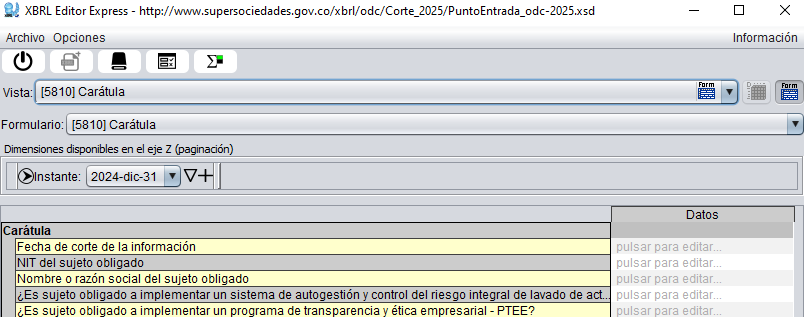 XBRL Editor Express - http://www.supersociedades.gov.co/xbrl/odc/Corte_2025/PuntoEntrada_odc-2025.xsd
Archivo Opciones Información
Vista: [5810] Carátula Form D Form
Formulario: [5810] Carátula
Dimensiones disponibles en el eje Z (paginación)
Instante: 2024-dic-31
Datos
Carátula
Fecha de corte de la información pulsar para editar...
NIT del sujeto obligado pulsar para editar...
Nombre o razón social del sujeto obligado pulsar para editar...
¿Es sujeto obligado a implementar un sistema de autogestión y control del riesgo integral de lavado de act... pulsar para editar...
¿Es sujeto obligado a implementar un programa de transparencia y ética empresarial - PTEE? pulsar para editar...